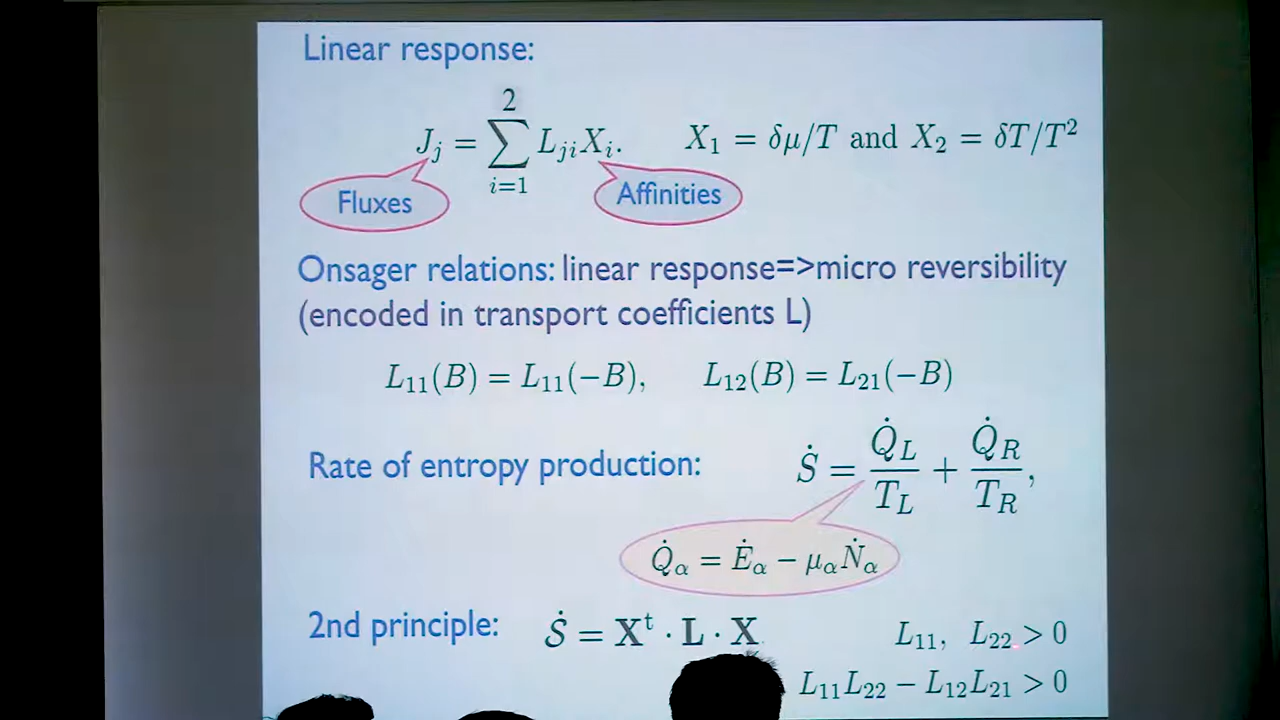 Linear response:
J_j = \sum_{i=1}^{2} L_{ji} X_i. X_1 = δμ/T and X_2 = δT/T^2
Fluxes
Affinities
Onsager relations: linear response=>micro reversibility
(encoded in transport coefficients L)
L_{11}(B) = L_{11}(−B), L_{12}(B) = L_{21}(−B)
Rate of entropy production: \dot{S} = \frac{\dot{Q}_L}{T_L} + \frac{\dot{Q}_R}{T_R},
\dot{Q}_α = \dot{E}_α − μ_α \dot{N}_α
2nd principle: \dot{S} = X^t · L · X L_{11}, L_{22} > 0
L_{11}L_{22} − L_{12}L_{21} > 0